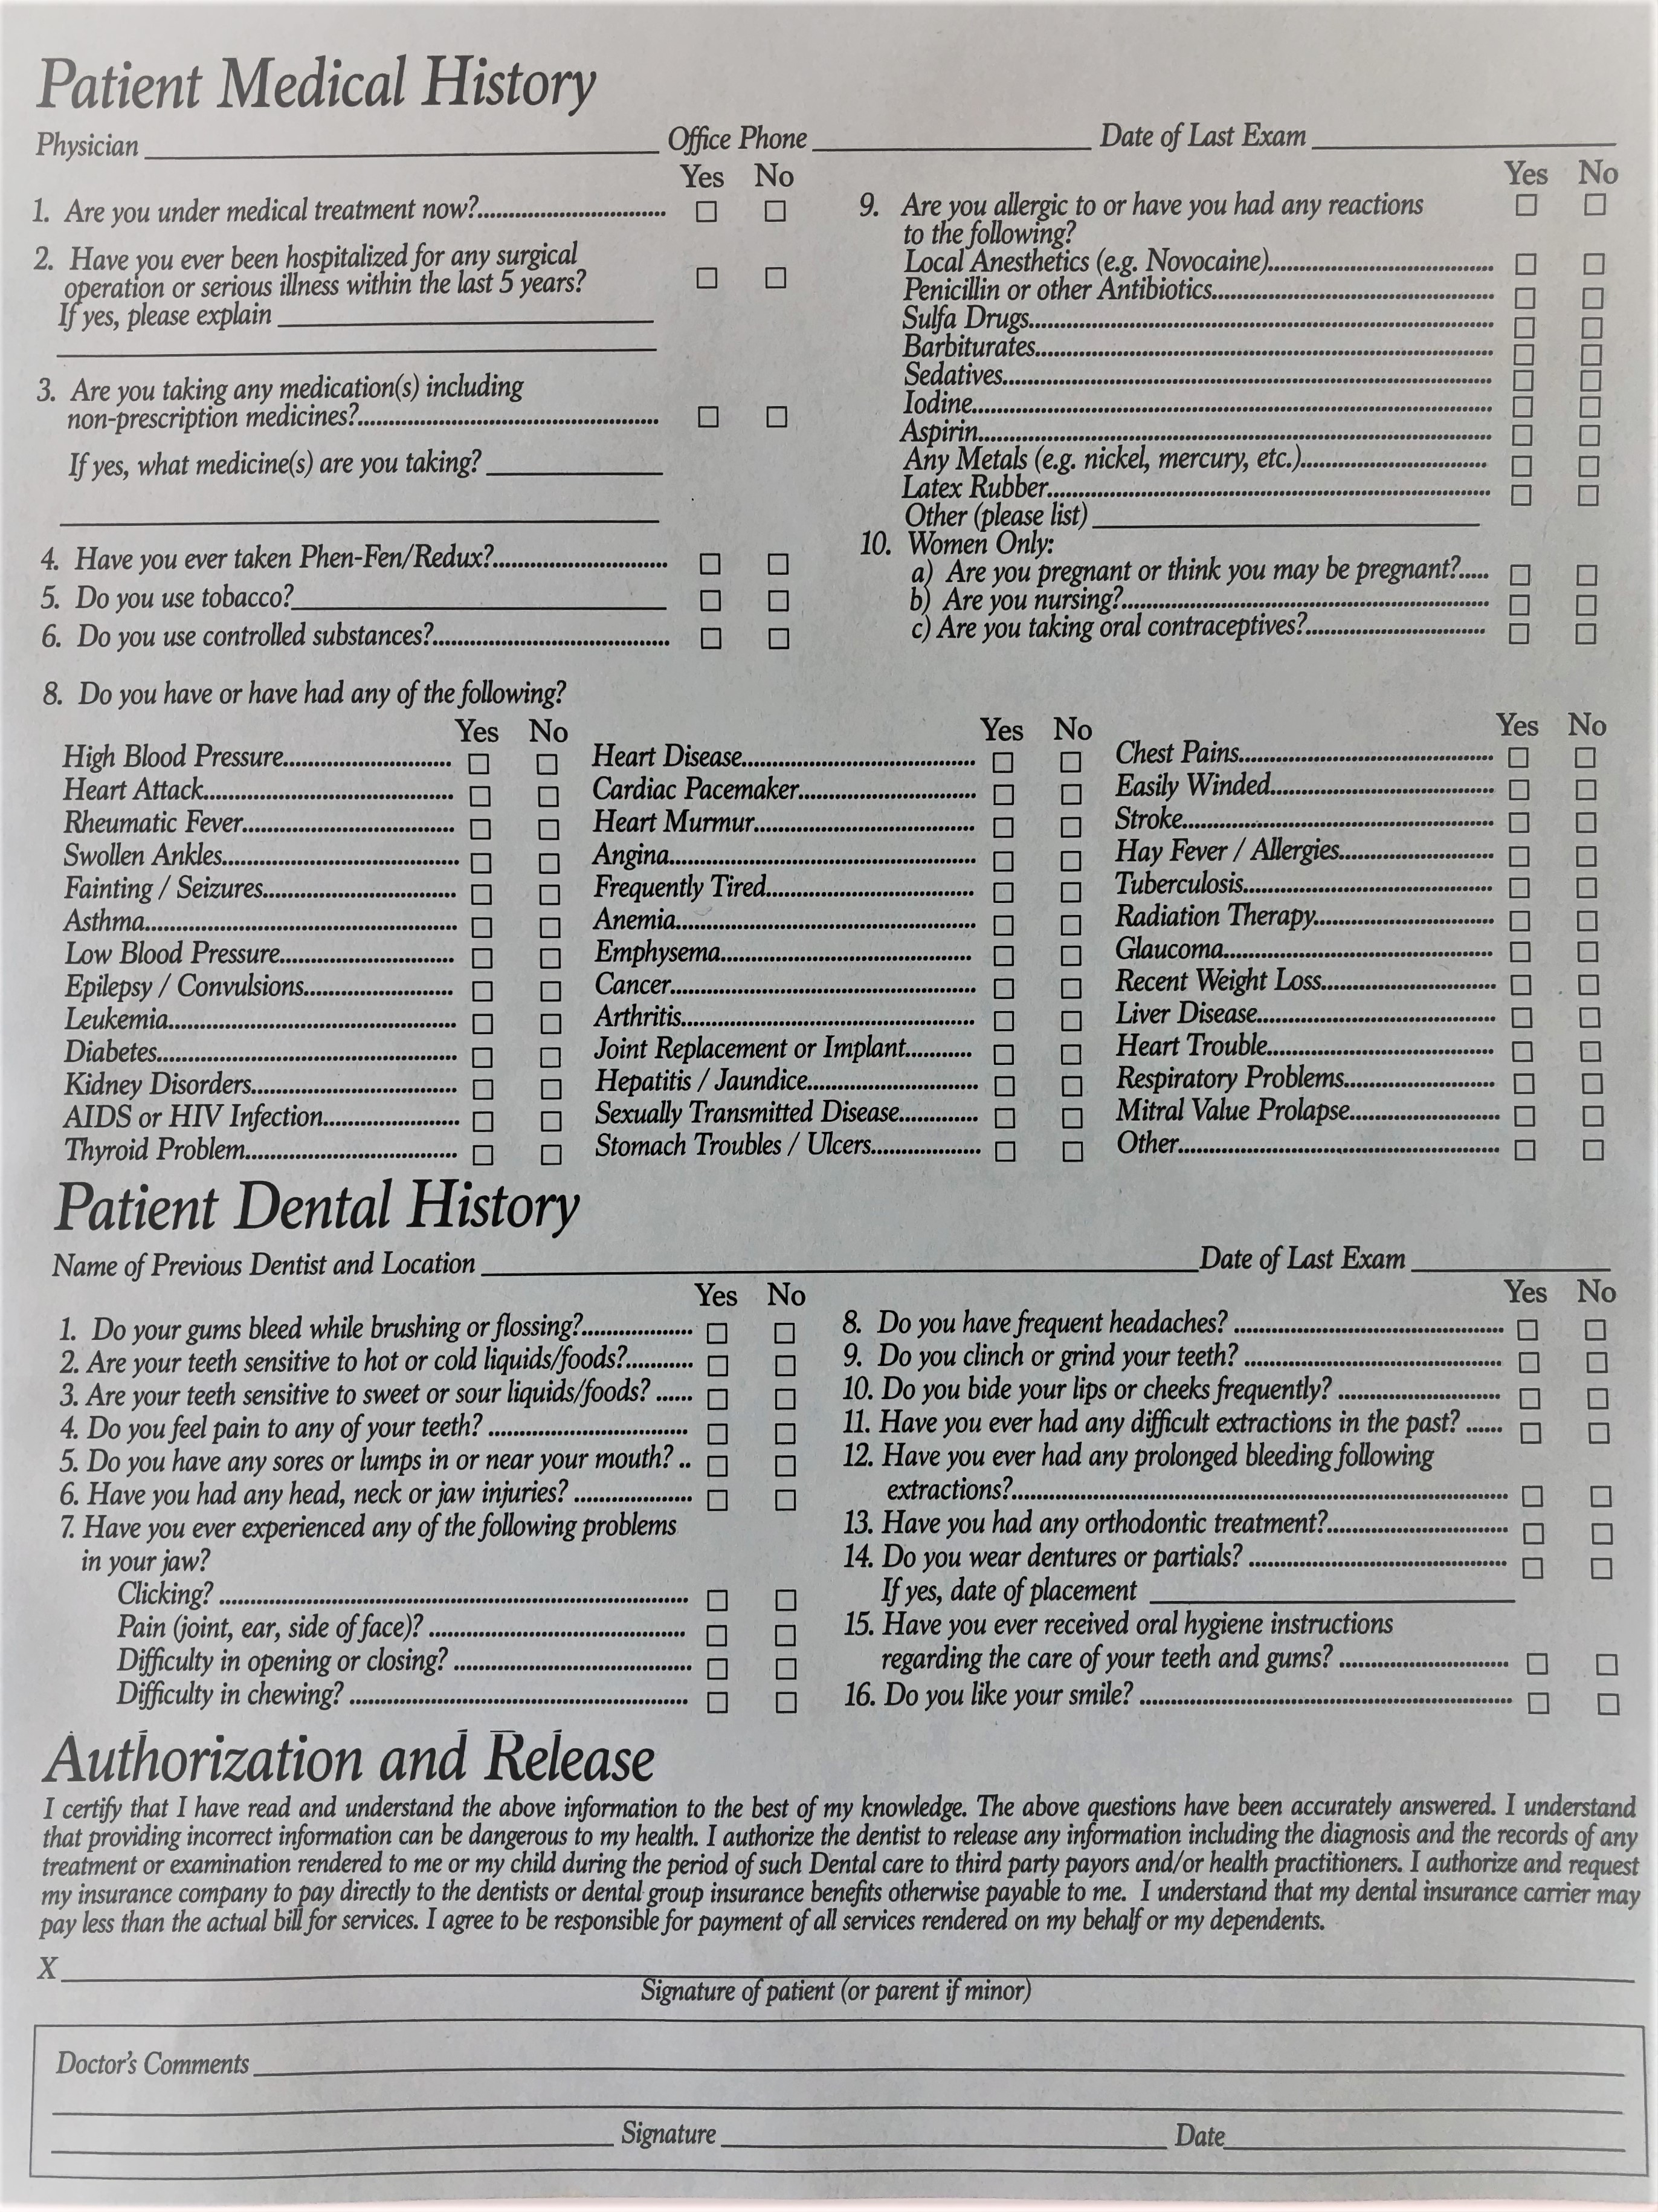 Patient Medical History
Physician Office Phone Date of Last Exam
Yes No
1. Are you under medical treatment now?
2. Have you ever been hospitalized for any surgical
operation or serious illness within the last 5 years?
If yes, please explain
3. Are you taking any medication(s) including
non-prescription medicines?
If yes, what medicine(s) are you taking?
4. Have you ever taken Phen-Fen/Redux?
5. Do you use tobacco?
6. Do you use controlled substances?
Yes No
9. Are you allergic to or have you had any reactions
to the following?
Local Anesthetics (e.g. Novocaine)
Penicillin or other Antibiotics
Sulfa Drugs
Barbiturates
Sedatives
Iodine
Aspirin
Any Metals (e.g. nickel, mercury, etc.)
Latex Rubber
Other (please list)
10. Women Only:
a) Are you pregnant or think you may be pregnant?
b) Are you nursing?
c) Are you taking oral contraceptives?
8. Do you have or have had any of the following?
Yes No
High Blood Pressure
Heart Attack
Rheumatic Fever
Swollen Ankles
Fainting / Seizures
Asthma
Low Blood Pressure
Epilepsy / Convulsions
Leukemia
Diabetes
Kidney Disorders
AIDS or HIV Infection
Thyroid Problem
Yes No
Heart Disease
Cardiac Pacemaker
Heart Murmur
Angina
Frequently Tired
Anemia
Emphysema
Cancer
Arthritis
Joint Replacement or Implant
Hepatitis / Jaundice
Sexually Transmitted Disease
Stomach Troubles / Ulcers
Yes No
Chest Pains
Easily Winded
Stroke
Hay Fever / Allergies
Tuberculosis
Radiation Therapy
Glaucoma
Recent Weight Loss
Liver Disease
Heart Trouble
Respiratory Problems
Mitral Value Prolapse
Other
Patient Dental History
Name of Previous Dentist and Location Date of Last Exam
Yes No
1. Do your gums bleed while brushing or flossing?
2. Are your teeth sensitive to hot or cold liquids/foods?
3. Are your teeth sensitive to sweet or sour liquids/foods?
4. Do you feel pain to any of your teeth?
5. Do you have any sores or lumps in or near your mouth?
6. Have you had any head, neck or jaw injuries?
7. Have you ever experienced any of the following problems
in your jaw?
Clicking?
Pain (joint, ear, side of face)?
Difficulty in opening or closing?
Difficulty in chewing?
Yes No
8. Do you have frequent headaches?
9. Do you clinch or grind your teeth?
10. Do you bide your lips or cheeks frequently?
11. Have you ever had any difficult extractions in the past?
12. Have you ever had any prolonged bleeding following
extractions?
13. Have you had any orthodontic treatment?
14. Do you wear dentures or partials?
If yes, date of placement
15. Have you ever received oral hygiene instructions
regarding the care of your teeth and gums?
16. Do you like your smile?
Authorization and Release
I certify that I have read and understand the above information to the best of my knowledge. The above questions have been accurately answered. I understand
that providing incorrect information can be dangerous to my health. I authorize the dentist to release any information including the diagnosis and the records of any
treatment or examination rendered to me or my child during the period of such Dental care to third party payors and/or health practitioners. I authorize and request
my insurance company to pay directly to the dentists or dental group insurance benefits otherwise payable to me. I understand that my dental insurance carrier may
pay less than the actual bill for services. I agree to be responsible for payment of all services rendered on my behalf or my dependents.
X
Signature of patient (or parent if minor)
Doctor's Comments
Signature Date